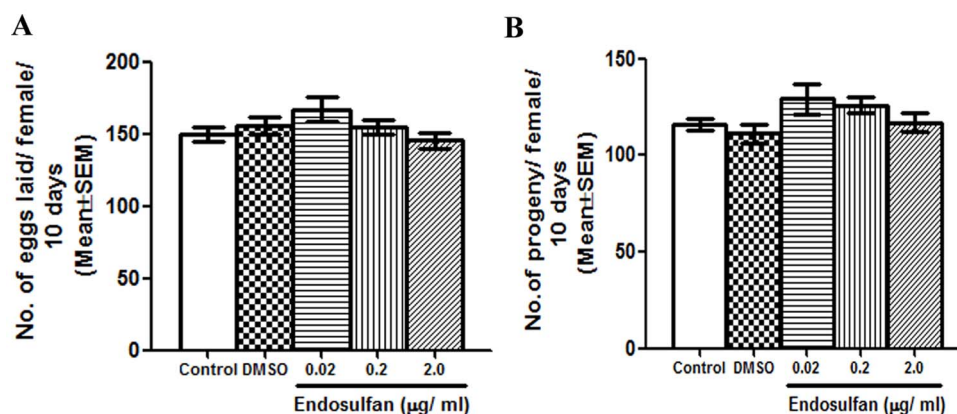 A
No. of eggs laid/ female/
10 days
(Mean±SEM)
200
150
100
50
0
Control DMSO 0.02 0.2 2.0
Endosulfan (μg/ ml)
B
No. of progeny/ female/
10 days
(Mean±SEM)
150
100
50
0
Control DMSO 0.02 0.2 2.0
Endosulfan (μg/ ml)